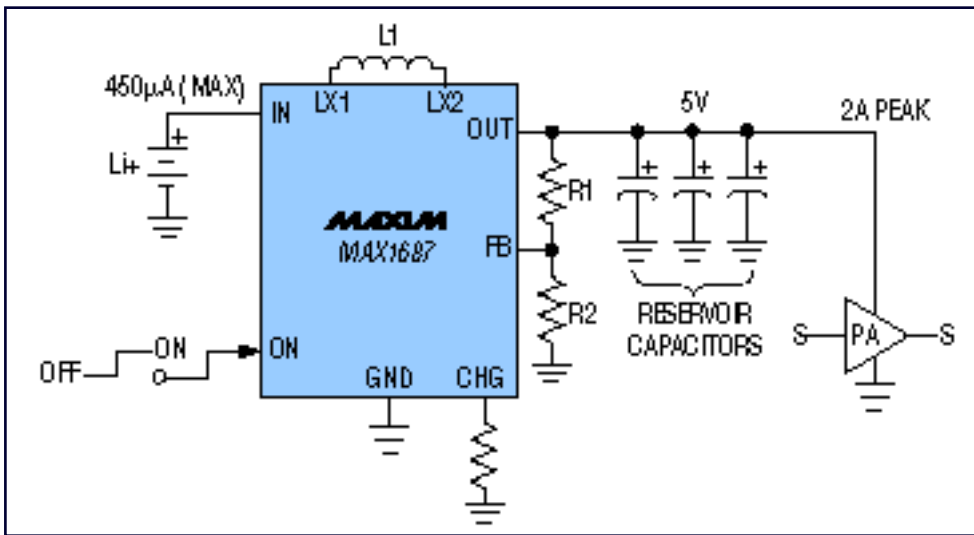 L1
450µA (MAX)
LX1 LX2
IN
OUT
5V
2A PEAK
+
Li+
+
+
+
R1
MAXIM
MAX1687
FB
R2
RESERVOIR
CAPACITORS
S
PA
S
ON
OFF
ON
GND
CHG